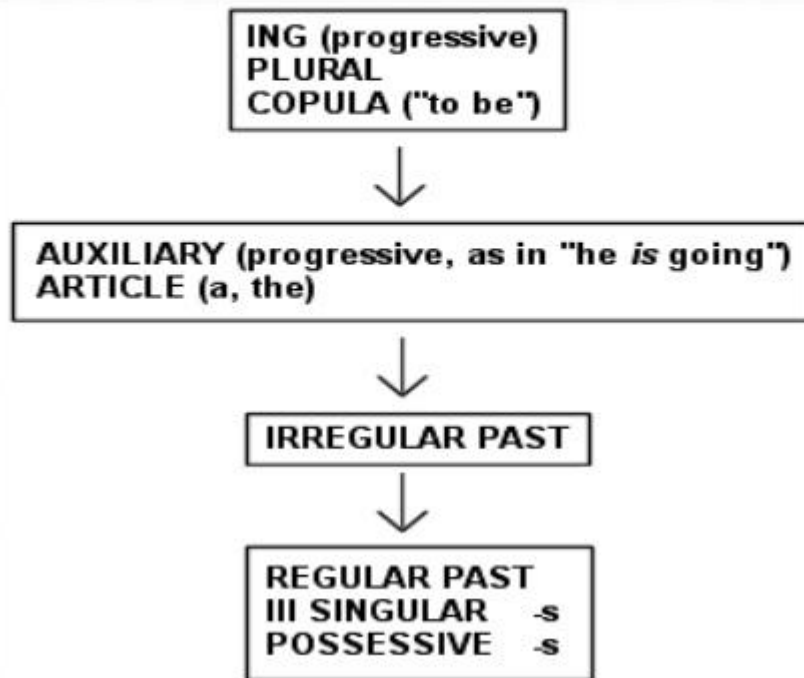 ING (progressive)
PLURAL
COPULA ("to be")
AUXILIARY (progressive, as in "he is going")
ARTICLE (a, the)
IRREGULAR PAST
REGULAR PAST
III SINGULAR -s
POSSESSIVE -s